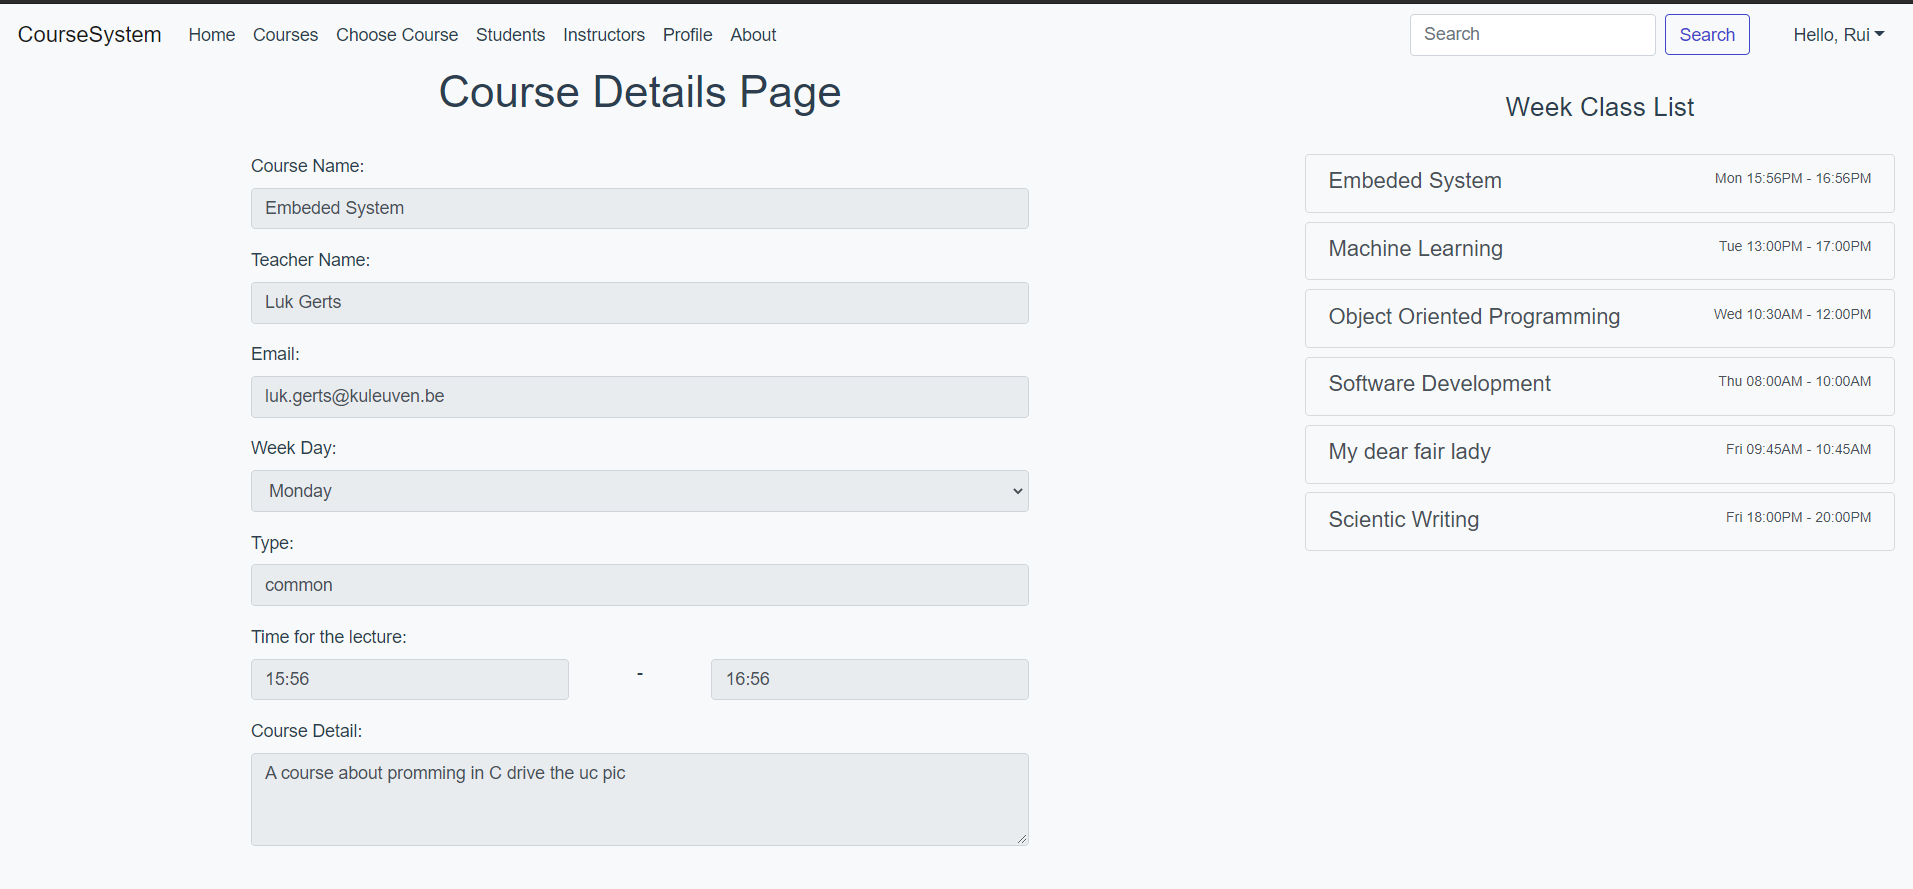 CourseSystem Home Courses Choose Course Students Instructors Profile About Search Search Hello, Rui
Course Details Page
Course Name:
Embeded System
Teacher Name:
Luk Gerts
Email:
luk.gerts@kuleuven.be
Week Day:
Monday
Type:
common
Time for the lecture:
15:56 - 16:56
Course Detail:
A course about promming in C drive the uc pic
Week Class List
Embeded System Mon 15:56PM - 16:56PM
Machine Learning Tue 13:00PM - 17:00PM
Object Oriented Programming Wed 10:30AM - 12:00PM
Software Development Thu 08:00AM - 10:00AM
My dear fair lady Fri 09:45AM - 10:45AM
Scientic Writing Fri 18:00PM - 20:00PM